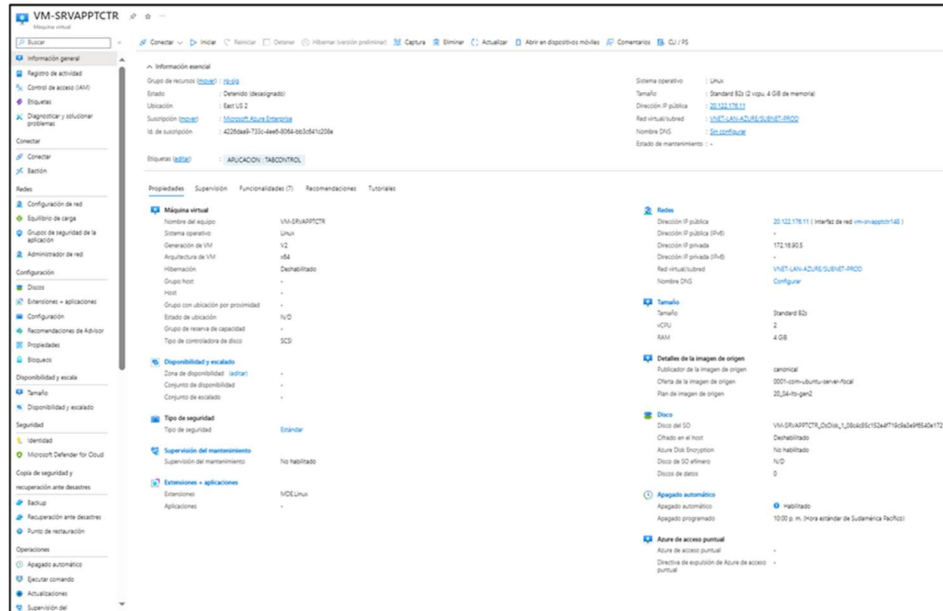 VM-SRVAPPTCTR
Máquina virtual
Buscar
Conectar Iniciar Reiniciar Detener Hibernar (versión preliminar) Captura Eliminar Actualizar Abrir en dispositivos móviles Comentarios CLI / PS
Información general
Registro de actividad
Control de acceso (IAM)
Etiquetas
Diagnosticar y solucionar
problemas
Conectar
Conectar
Bastión
Redes
Configuración de red
Equilibrio de carga
Grupos de seguridad de la
aplicación
Administrador de red
Configuración
Discos
Extensiones + aplicaciones
Configuración
Recomendaciones de Advisor
Propiedades
Bloqueos
Disponibilidad y escala
Tamaño
Disponibilidad y escalado
Seguridad
Identidad
Microsoft Defender for Cloud
Copia de seguridad y
recuperación ante desastres
Backup
Recuperación ante desastres
Punto de restauración
Operaciones
Apagado automático
Ejecutar comando
Actualizaciones
Supervisión del
Información esencial
Grupo de recursos (mover) :
Estado : Detenido (desasignado)
Ubicación : East US 2
Suscripción (mover) : Microsoft Azure Enterprise
Id. de suscripción :
Etiquetas (editar) : APLICACION : TABCONTROL
Sistema operativo : Linux
Tamaño : Standard B2s (2 vcpu, 4 GiB de memoria)
Dirección IP pública : 20.122.176.11
Red virtual/subred : VNET-LAN-AZURE/SUBNET-PROD
Nombre DNS : Sin configurar
Estado de mantenimiento : -
Propiedades Supervisión Funcionalidades (7) Recomendaciones Tutoriales
Máquina virtual
Nombre del equipo VM-SRVAPPTCTR
Sistema operativo Linux
Generación de VM V2
Arquitectura de VM x64
Hibernación Deshabilitado
Grupo host -
Host -
Grupo con ubicación por proximidad -
Estado de ubicación N/D
Grupo de reserva de capacidad -
Tipo de controladora de disco SCSI
Disponibilidad y escalado
Zona de disponibilidad (editar) -
Conjunto de disponibilidad -
Conjunto de escalado -
Tipo de seguridad
Tipo de seguridad Estándar
Supervisión del mantenimiento
Supervisión del mantenimiento No habilitado
Extensiones + aplicaciones
Extensiones MDE.Linux
Aplicaciones -
Redes
Dirección IP pública 20.122.176.11 ( Interfaz de red vm-srvapptctr148 )
Dirección IP pública (IPv6) -
Dirección IP privada 172.16.90.5
Dirección IP privada (IPv6) -
Red virtual/subred VNET-LAN-AZURE/SUBNET-PROD
Nombre DNS Configurar
Tamaño
Tamaño Standard B2s
vCPU 2
RAM 4 GiB
Detalles de la imagen de origen
Publicador de la imagen de origen canonical
Oferta de la imagen de origen 0001-com-ubuntu-server-focal
Plan de imagen de origen 20_04-lts-gen2
Disco
Disco del SO
Cifrado en el host Deshabilitado
Azure Disk Encryption No habilitado
Disco de SO efímero N/D
Discos de datos 0
Apagado automático
Apagado automático Habilitado
Apagado programado 10:00 p. m. (Hora estándar de Sudamérica Pacífico)
Azure de acceso puntual
Azure de acceso puntual -
Directiva de expulsión de Azure de acceso -
puntual